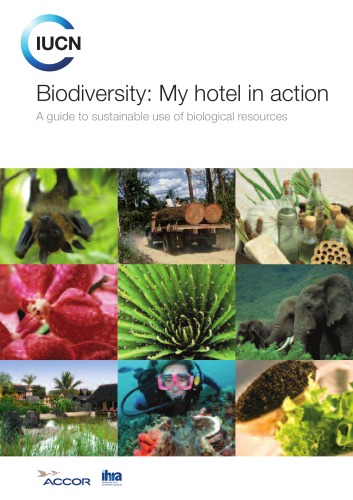 IUCN
Biodiversity: My hotel in action
A guide to sustainable use of biological resources
ACCOR
ihra